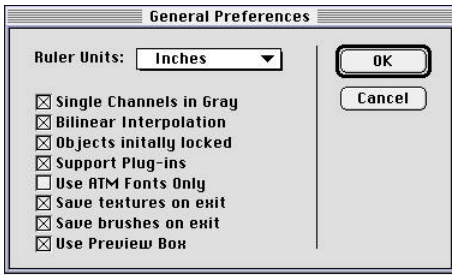 General Preferences
Ruler Units: Inches
OK
Cancel
Single Channels in Gray
Bilinear Interpolation
Objects initally locked
Support Plug-ins
Use ATM Fonts Only
Save textures on exit
Save brushes on exit
Use Preview Box